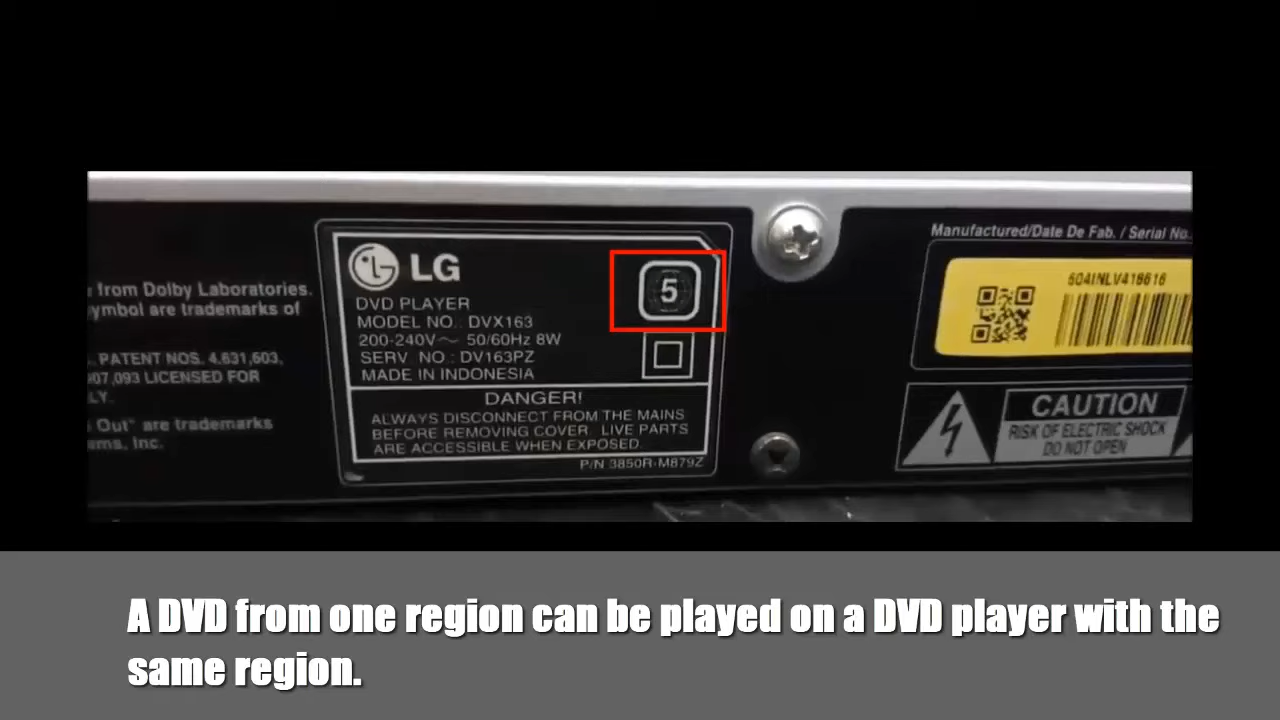 from Dolby Laboratories.
symbol are trademarks of
PATENT NOS. 4,631,603,
LICENSED FOR
Out" are trademarks
Inc.
LG
5
DVD PLAYER
MODEL NO.: DVX163
200-240V~ 50/60Hz 8W
SERV NO.: DV163PZ
MADE IN INDONESIA
DANGER!
ALWAYS DISCONNECT FROM THE MAINS
BEFORE REMOVING COVER. LIVE PARTS
ARE ACCESSIBLE WHEN EXPOSED.
P/N 3850R-M879Z
Manufactured/Date De Fab. / Serial No.
504INLV418616
CAUTION
RISK OF ELECTRIC SHOCK
DO NOT OPEN
A DVD from one region can be played on a DVD player with the
same region.